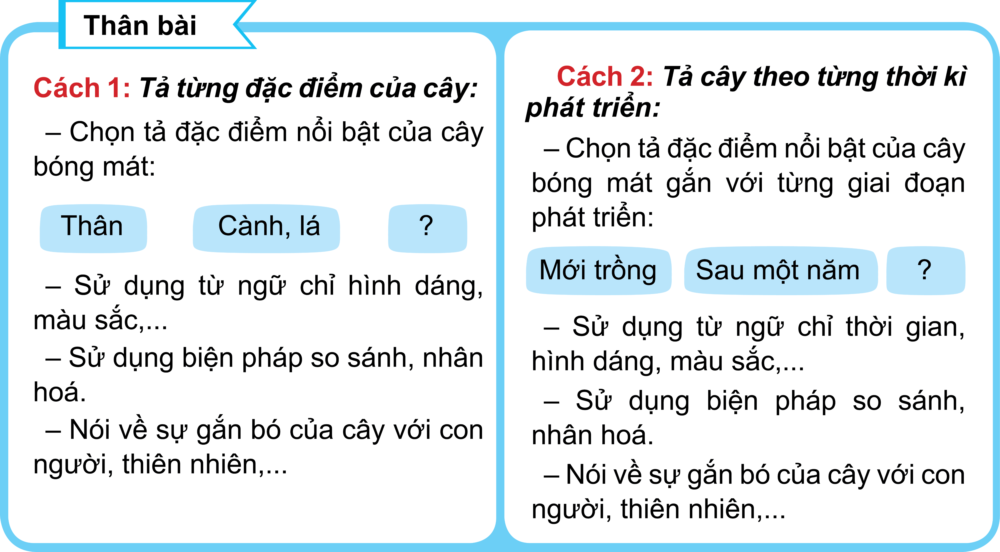 Thân bài
Cách 1: Tả từng đặc điểm của cây:
– Chọn tả đặc điểm nổi bật của cây
bóng mát:
Thân
Cành, lá
?
– Sử dụng từ ngữ chỉ hình dáng,
màu sắc,...
– Sử dụng biện pháp so sánh, nhân
hoá.
– Nói về sự gắn bó của cây với con
người, thiên nhiên,...
Cách 2: Tả cây theo từng thời kì
phát triển:
– Chọn tả đặc điểm nổi bật của cây
bóng mát gắn với từng giai đoạn
phát triển:
Mới trồng
Sau một năm
?
– Sử dụng từ ngữ chỉ thời gian,
hình dáng, màu sắc,...
– Sử dụng biện pháp so sánh,
nhân hoá.
– Nói về sự gắn bó của cây với con
người, thiên nhiên,...